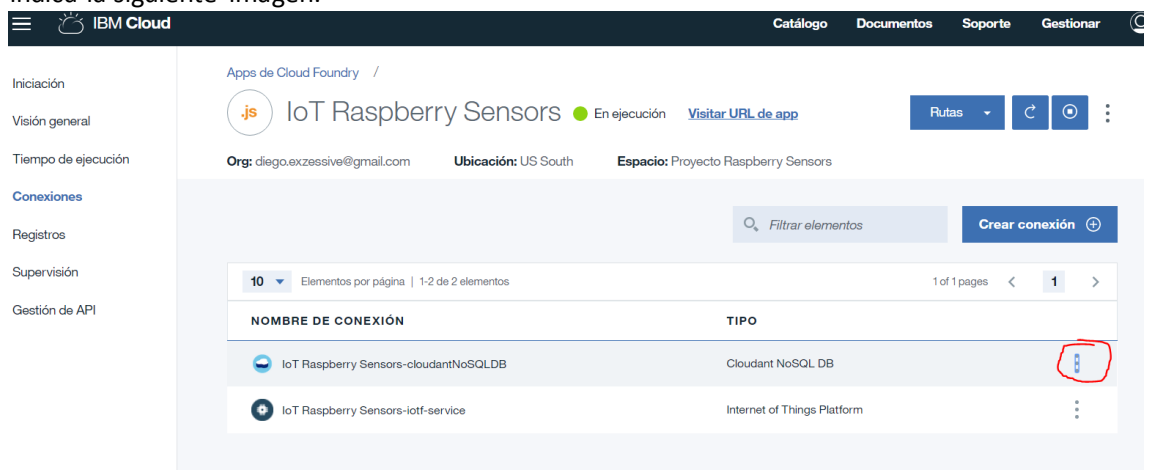 indica la siguiente imagen:
IBM Cloud
Catálogo Documentos Soporte Gestionar
Iniciación
Visión general
Tiempo de ejecución
Conexiones
Registros
Supervisión
Gestión de API
Apps de Cloud Foundry /
.js IoT Raspberry Sensors En ejecución Visitar URL de app Rutas
Org: diego.exzessive@gmail.com Ubicación: US South Espacio: Proyecto Raspberry Sensors
Filtrar elementos Crear conexión
10 Elementos por página | 1-2 de 2 elementos 1 of 1 pages < 1 >
NOMBRE DE CONEXIÓN TIPO
IoT Raspberry Sensors-cloudantNoSQLDB Cloudant NoSQL DB
IoT Raspberry Sensors-iotf-service Internet of Things Platform